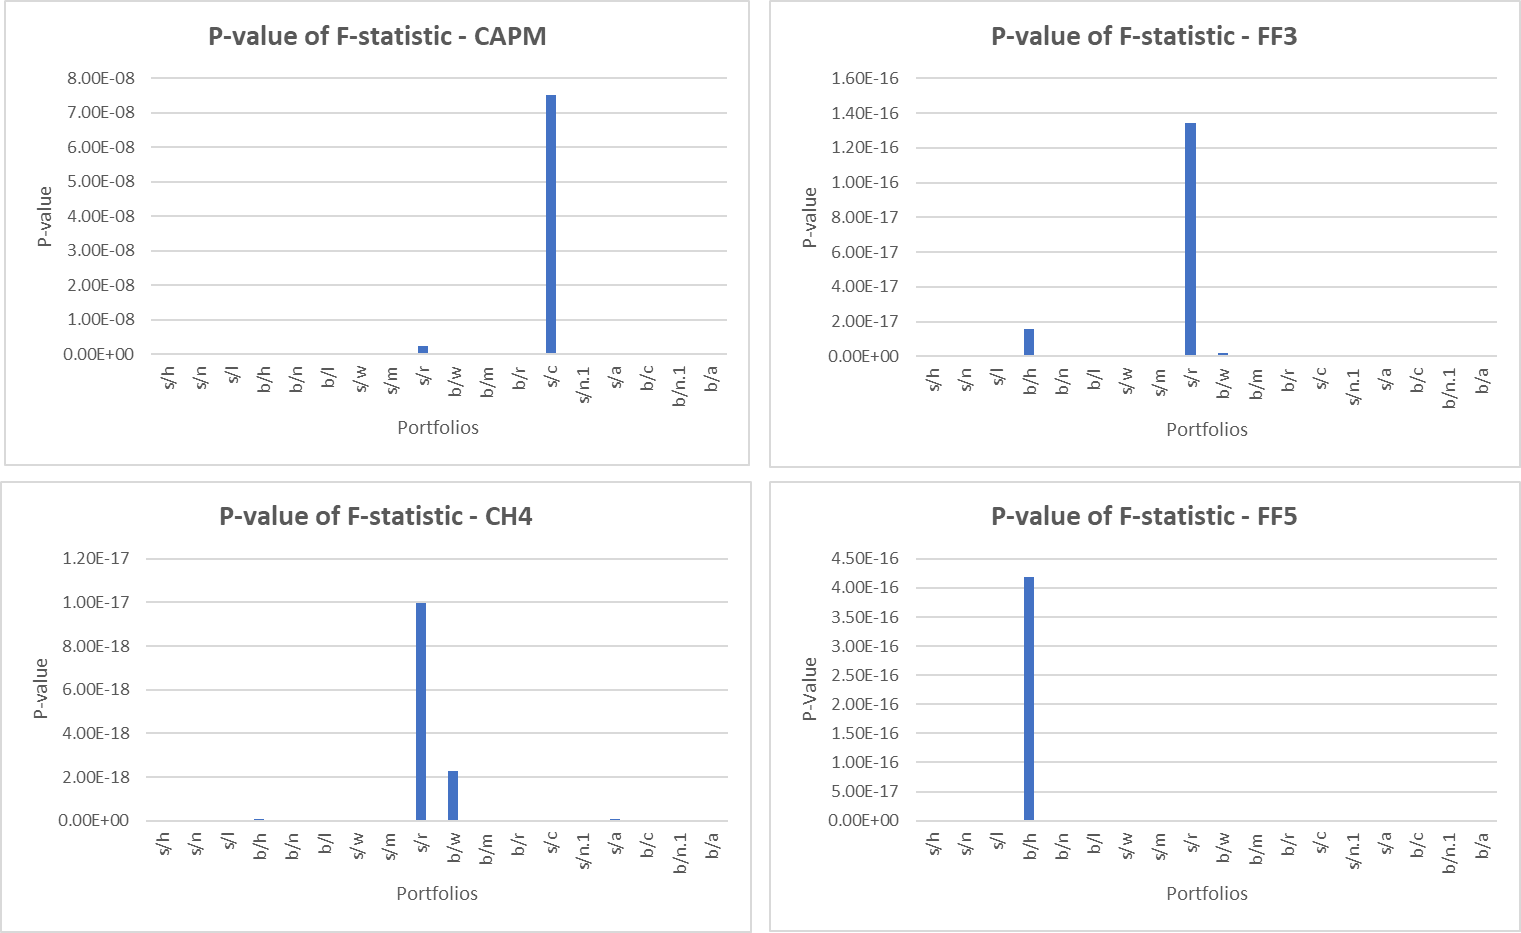 P-value of F-statistic - CAPM
P-value
8.00E-08
7.00E-08
6.00E-08
5.00E-08
4.00E-08
3.00E-08
2.00E-08
1.00E-08
0.00E+00
s/h s/n s/l b/h b/n b/l s/w s/m s/r b/w b/m b/r s/c s/n.1 s/a b/c b/n.1 b/a
Portfolios
P-value of F-statistic - FF3
P-value
1.60E-16
1.40E-16
1.20E-16
1.00E-16
8.00E-17
6.00E-17
4.00E-17
2.00E-17
0.00E+00
s/h s/n s/l b/h b/n b/l s/w s/m s/r b/w b/m b/r s/c s/n.1 s/a b/c b/n.1 b/a
Portfolios
P-value of F-statistic - CH4
P-value
1.20E-17
1.00E-17
8.00E-18
6.00E-18
4.00E-18
2.00E-18
0.00E+00
s/h s/n s/l b/h b/n b/l s/w s/m s/r b/w b/m b/r s/c s/n.1 s/a b/c b/n.1 b/a
Portfolios
P-value of F-statistic - FF5
P-Value
4.50E-16
4.00E-16
3.50E-16
3.00E-16
2.50E-16
2.00E-16
1.50E-16
1.00E-16
5.00E-17
0.00E+00
s/h s/n s/l b/h b/n b/l s/w s/m s/r b/w b/m b/r s/c s/n.1 s/a b/c b/n.1 b/a
Portfolios